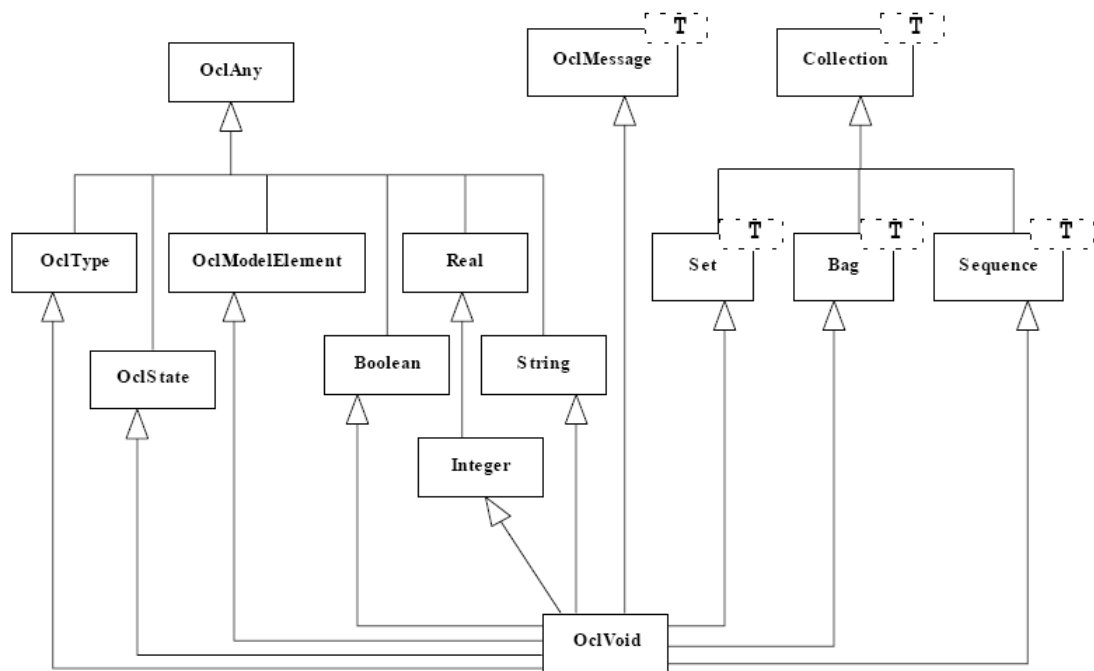 T
T
OclAny
OclMessage
Collection
T
T
T
OclType
OclModelElement
Real
Set
Bag
Sequence
OclState
Boolean
String
Integer
OclVoid